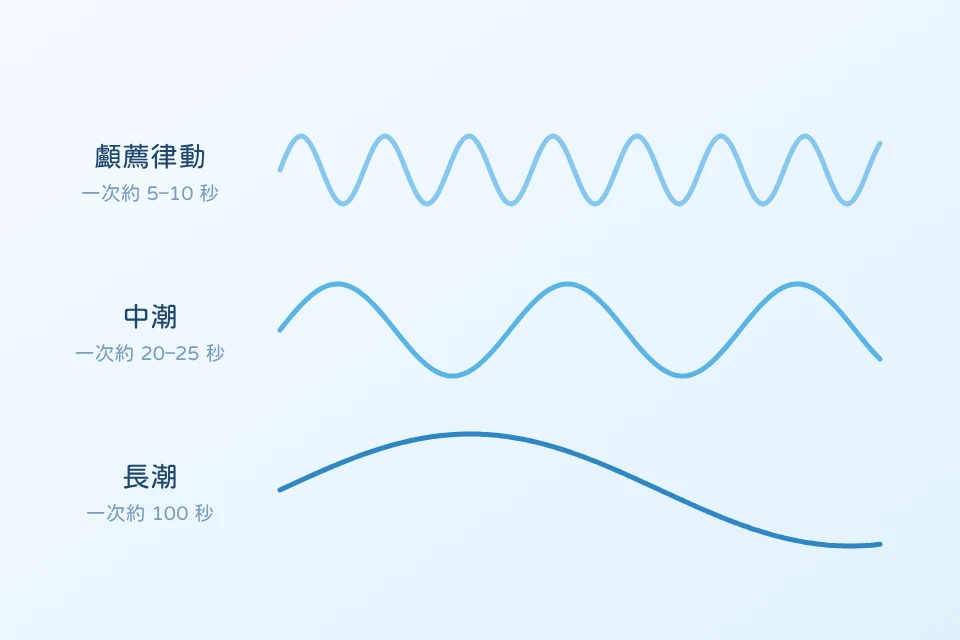 顱薦律動
一次約 5–10 秒
中潮
一次約 20–25 秒
長潮
一次約 100 秒